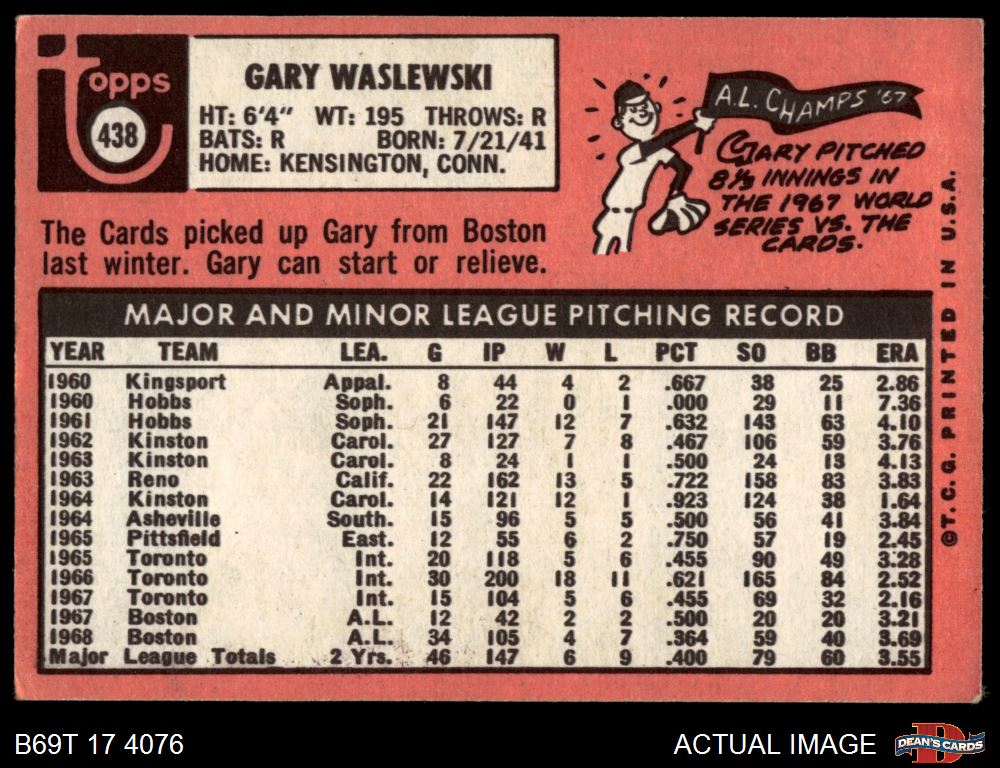 Topps
438
GARY WASLEWSKI
HT: 6'4" WT: 195 THROWS: R
BATS: R BORN: 7/21/41
HOME: KENSINGTON, CONN.
A.L. CHAMPS '67
GARY PITCHED
8⅓ INNINGS IN
THE 1967 WORLD
SERIES VS. THE
CARDS.
The Cards picked up Gary from Boston
last winter. Gary can start or relieve.
MAJOR AND MINOR LEAGUE PITCHING RECORD
YEAR TEAM LEA. G IP W L PCT SO BB ERA
1960 Kingsport Appal. 8 44 4 2 .667 38 25 2.86
1960 Hobbs Soph. 6 22 0 1 .000 29 11 7.36
1961 Hobbs Soph. 21 147 12 7 .632 143 63 4.10
1962 Kinston Carol. 27 127 7 8 .467 106 59 3.76
1963 Kinston Carol. 8 24 1 1 .500 24 13 4.13
1963 Reno Calif. 22 162 13 5 .722 158 83 3.83
1964 Kinston Carol. 14 121 12 1 .923 124 38 1.64
1964 Asheville South. 15 96 5 5 .500 56 41 3.84
1965 Pittsfield East. 12 55 6 2 .750 57 19 2.45
1965 Toronto Int. 20 118 5 6 .455 90 49 3.28
1966 Toronto Int. 30 200 18 11 .621 165 84 2.52
1967 Toronto Int. 15 104 5 6 .455 69 32 2.16
1967 Boston A.L. 12 42 2 2 .500 20 20 3.21
1968 Boston A.L. 34 105 4 7 .364 59 40 3.69
Major League Totals 2 Yrs. 46 147 6 9 .400 79 60 3.55
©T.C.G. PRINTED IN U.S.A.
B69T 17 4076
ACTUAL IMAGE
D
DEAN'S CARDS